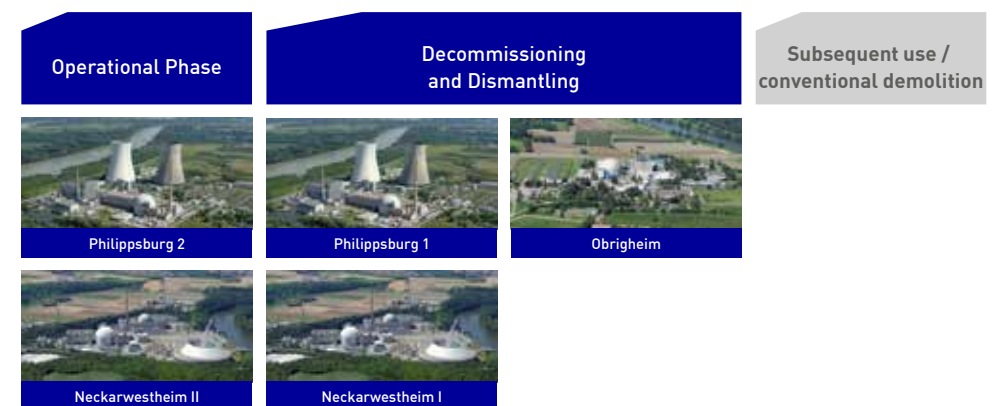 Operational Phase
Decommissioning
and Dismantling
Subsequent use /
conventional demolition
Philippsburg 2
Philippsburg 1
Obrigheim
Neckarwestheim II
Neckarwestheim I